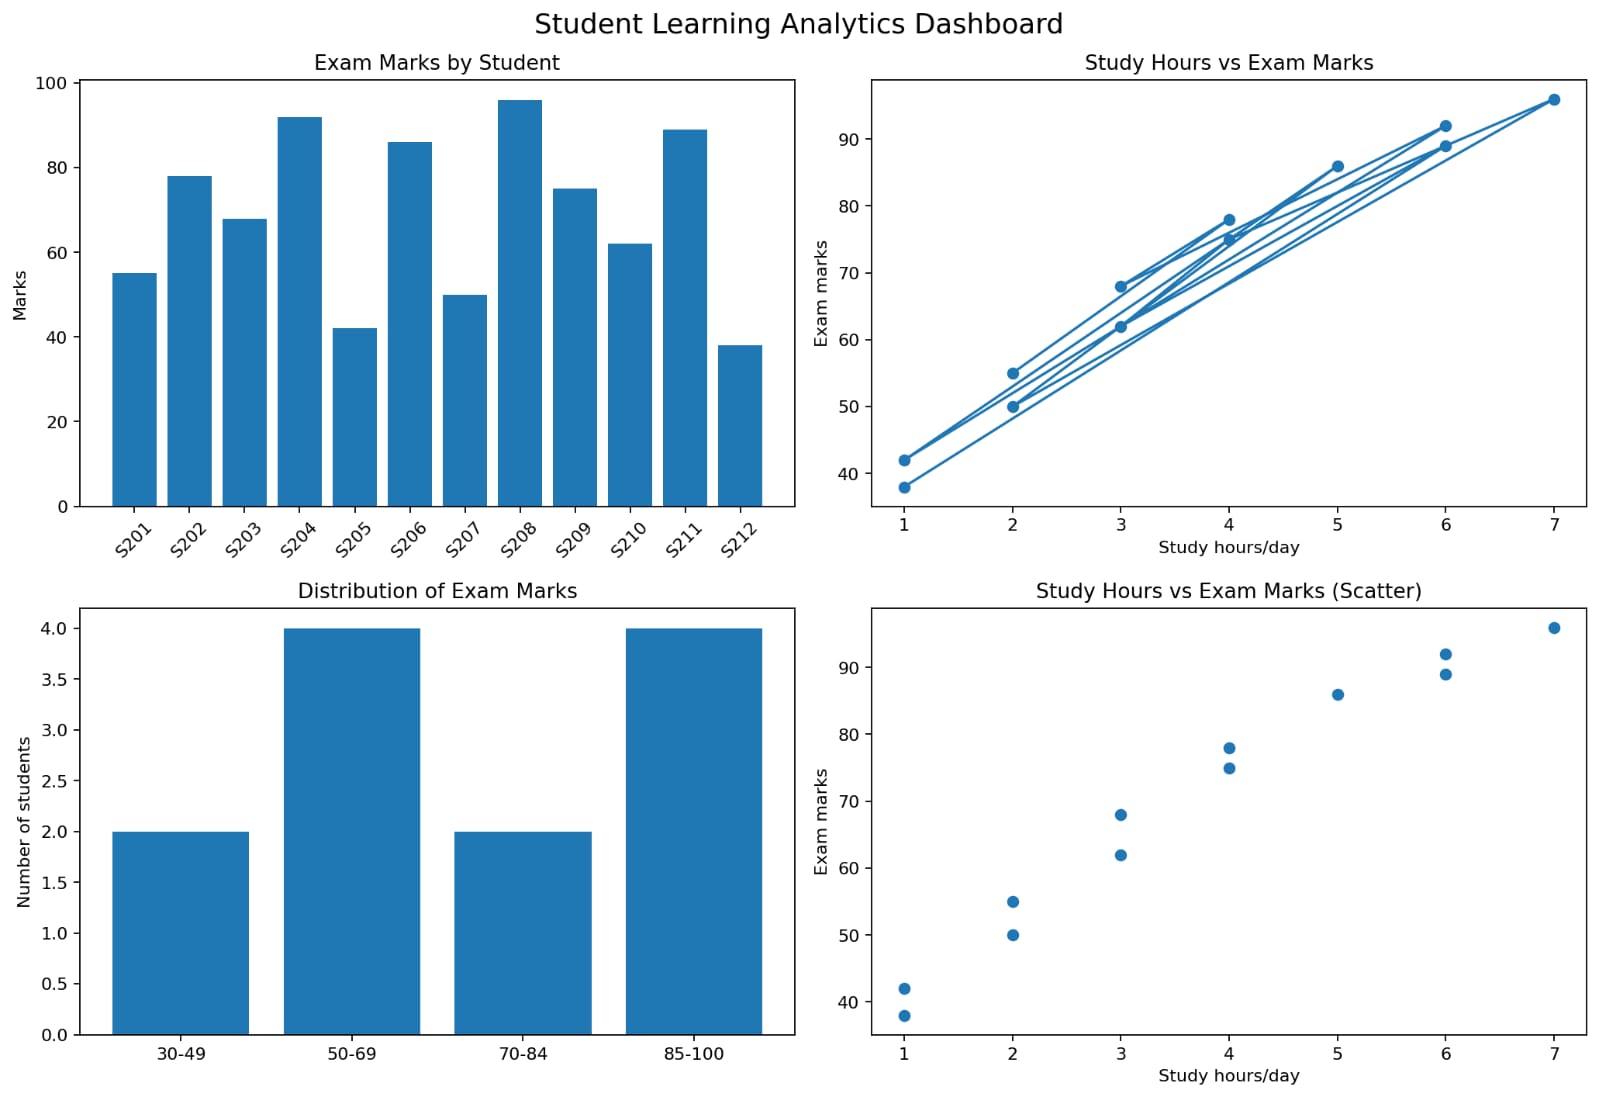 Student Learning Analytics Dashboard
Exam Marks by Student
Marks
100
80
60
40
20
0
S201 S202 S203 S204 S205 S206 S207 S208 S209 S210 S211 S212
Study Hours vs Exam Marks
Exam marks
90
80
70
60
50
40
1 2 3 4 5 6 7
Study hours/day
Distribution of Exam Marks
Number of students
4.0
3.5
3.0
2.5
2.0
1.5
1.0
0.5
0.0
30-49 50-69 70-84 85-100
Study Hours vs Exam Marks (Scatter)
Exam marks
90
80
70
60
50
40
1 2 3 4 5 6 7
Study hours/day